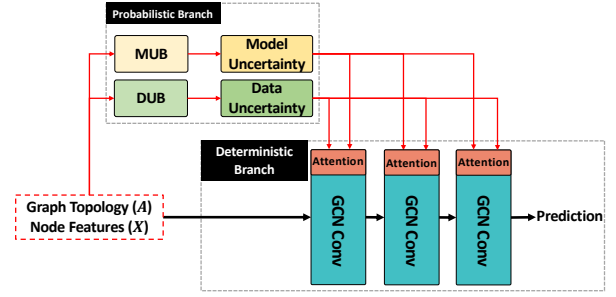 Probabilistic Branch
MUB
Model
Uncertainty
DUB
Data
Uncertainty
Deterministic
Branch
Attention
Attention
Attention
GCN Conv
GCN Conv
GCN Conv
Graph Topology (A)
Node Features (X)
Prediction